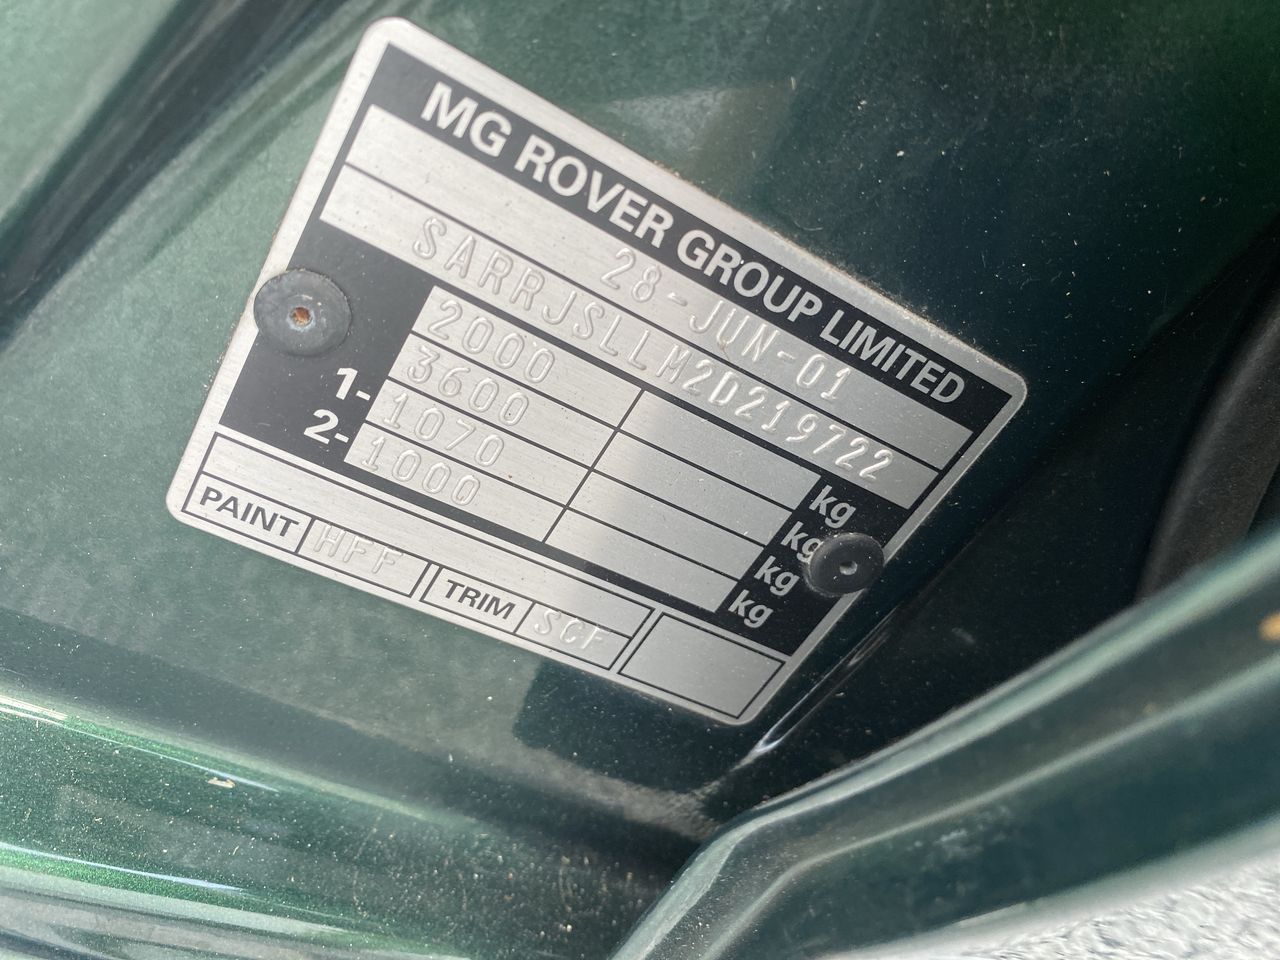 MG ROVER GROUP LIMITED
28-JUN-01
SARRJSLLM2D219722
2000 kg
3600 kg
1- 1070 kg
2- 1000 kg
PAINT HFF TRIM SCF